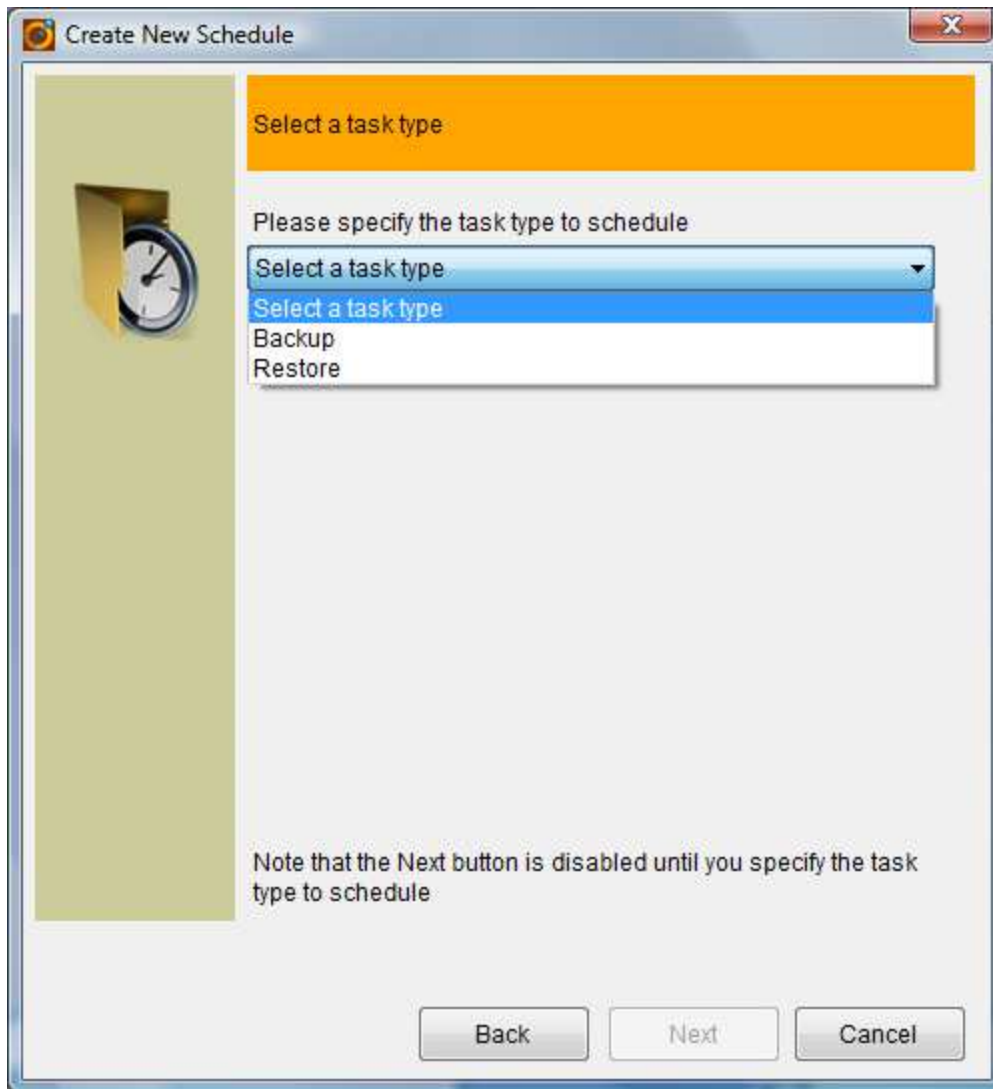 Create New Schedule
Select a task type
Please specify the task type to schedule
Select a task type
Select a task type
Backup
Restore
Note that the Next button is disabled until you specify the task
type to schedule
Back
Next
Cancel